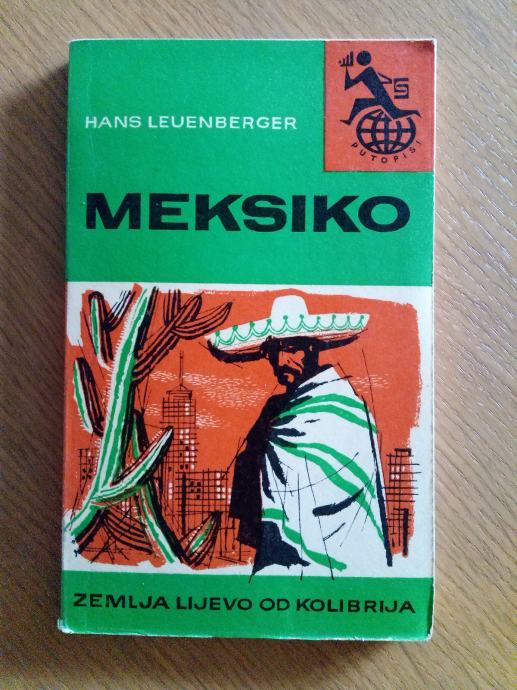 HANS LEUENBERGER
S
PUTOPISI
MEKSIKO
ZEMLJA LIJEVO OD KOLIBRIJA